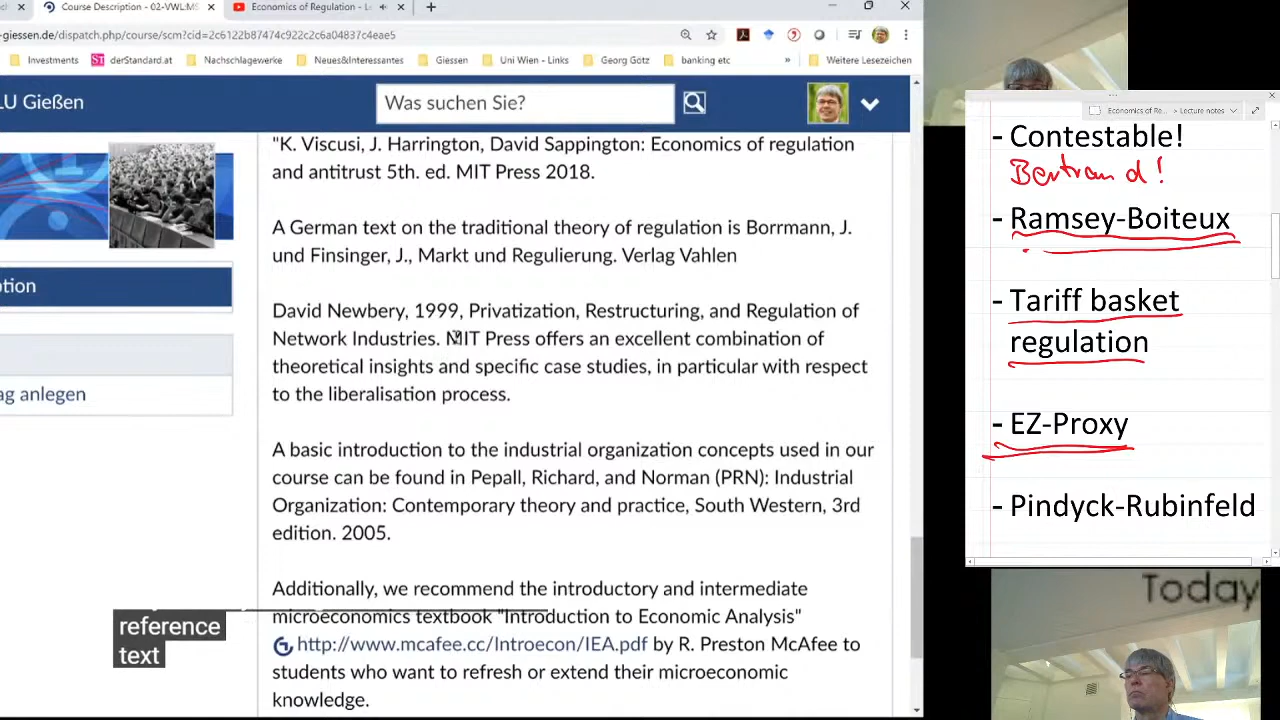 Course Description - 02-VWL:MS
Economics of Regulation - L
-giessen.de/dispatch.php/course/scm?cid=2c6122b87474c922c2c6a04837c4eae5
Investments
derStandard.at
Nachschlagewerke
Neues&Interessantes
Giessen
Uni Wien - Links
Georg Götz
banking etc
»
Weitere Lesezeichen
LU Gießen
Was suchen Sie?
"K. Viscusi, J. Harrington, David Sappington: Economics of regulation
and antitrust 5th. ed. MIT Press 2018.
A German text on the traditional theory of regulation is Borrmann, J.
und Finsinger, J., Markt und Regulierung. Verlag Vahlen
ption
David Newbery, 1999, Privatization, Restructuring, and Regulation of
Network Industries. MIT Press offers an excellent combination of
theoretical insights and specific case studies, in particular with respect
to the liberalisation process.
ag anlegen
A basic introduction to the industrial organization concepts used in our
course can be found in Pepall, Richard, and Norman (PRN): Industrial
Organization: Contemporary theory and practice, South Western, 3rd
edition. 2005.
Additionally, we recommend the introductory and intermediate
microeconomics textbook "Introduction to Economic Analysis"
http://www.mcafee.cc/Introecon/IEA.pdf by R. Preston McAfee to
students who want to refresh or extend their microeconomic
knowledge.
reference
text
Economics of Re... > Lecture notes
- Contestable!
Bertrand!
- Ramsey-Boiteux
- Tariff basket
regulation
- EZ-Proxy
- Pindyck-Rubinfeld
Today